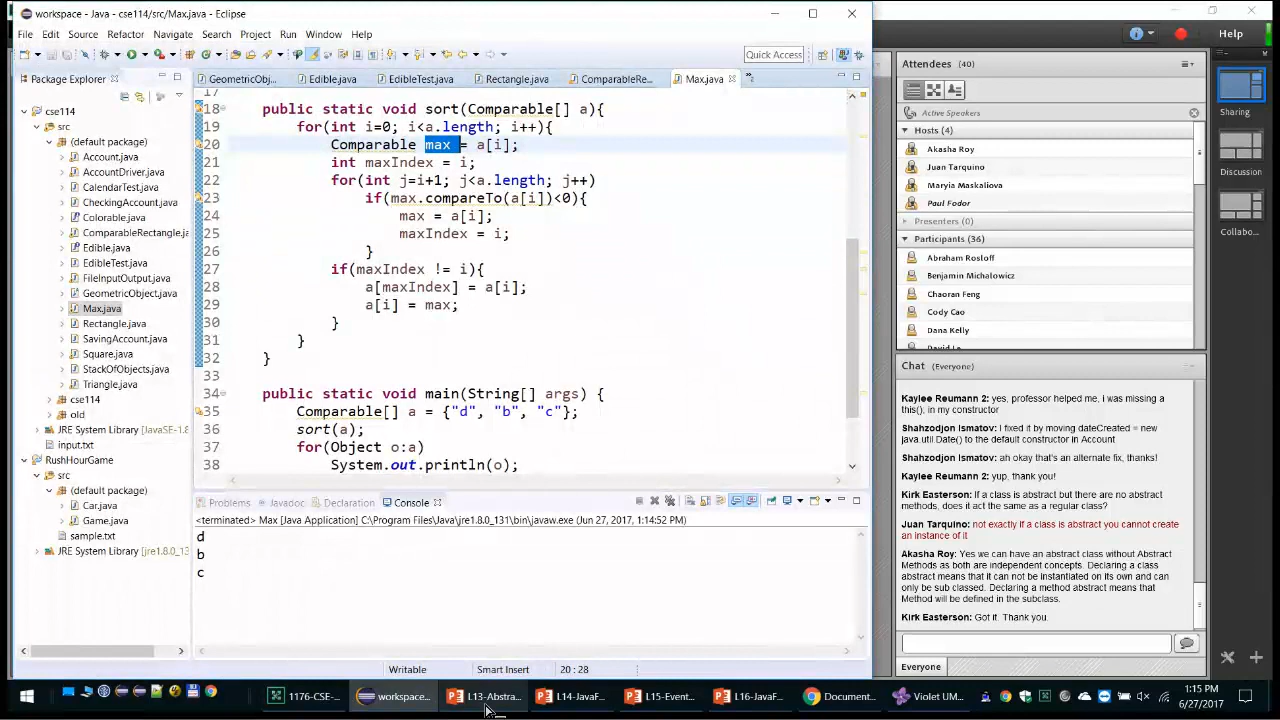 Java - cse114/src/Max.java - Eclipse
File Edit Source Refactor Navigate Search Project Run Window Help
Help
Quick Access
Package Explorer
GeometricObj...
Edible.java
EdibleTest.java
Rectangle.java
ComparableRe...
Max.java
cse114
src
(default package)
Account.java
AccountDriver.java
CalendarTest.java
CheckingAccount.java
Colorable.java
ComparableRectangle.ja
Edible.java
EdibleTest.java
FileInputOutput.java
GeometricObject.java
Max.java
Rectangle.java
SavingAccount.java
Square.java
StackOfObjects.java
Triangle.java
cse114
old
JRE System Library [JavaSE-1.
input.txt
RushHourGame
src
(default package)
Car.java
Game.java
sample.txt
JRE System Library [jre1.8.0_131
17
18 public static void sort(Comparable[] a){
19 for(int i=0; i<a.length; i++){
20 Comparable max = a[i];
21 int maxIndex = i;
22 for(int j=i+1; j<a.length; j++)
23 if(max.compareTo(a[i])<0){
24 max = a[i];
25 maxIndex = i;
26 }
27 if(maxIndex != i){
28 a[maxIndex] = a[i];
29 a[i] = max;
30 }
31 }
32 }
33
34 public static void main(String[] args) {
35 Comparable[] a = {"d", "b", "c"};
36 sort(a);
37 for(Object o:a)
38 System.out.println(o);
Problems Javadoc Declaration Console
<terminated> Max [Java Application] C:\Program Files\Java\jre1.8.0_131\bin\javaw.exe (Jun 27, 2017, 1:14:52 PM)
d
b
c
Writable Smart Insert 20 : 28
Attendees (40)
Active Speakers
Hosts (4)
Akasha Roy
Juan Tarquino
Maryia Maskaliova
Paul Fodor
Presenters (0)
Participants (36)
Abraham Rosloff
Benjamin Michalowicz
Chaoran Feng
Cody Cao
Dana Kelly
Chat (Everyone)
Kaylee Reumann 2: yes, professor helped me, i was missing a
this(), in my constructor
Shahzodjon Ismatov: I fixed it by moving dateCreated = new
java.util.Date() to the default constructor in Account
Shahzodjon Ismatov: ah okay that's an alternate fix, thanks!
Kaylee Reumann 2: yup, thank you!
Kirk Easterson: If a class is abstract but there are no abstract
methods, does it act the same as a regular class?
Juan Tarquino: not exactly if a class is abstract you cannot create
an instance of it
Akasha Roy: Yes we can have an abstract class without Abstract
Methods as both are independent concepts. Declaring a class
abstract means that it can not be instantiated on its own and can
only be sub classed. Declaring a method abstract means that
Method will be defined in the subclass.
Kirk Easterson: Got it. Thank you.
Everyone
Sharing
Discussion
Collabo...
1176-CSE-...
workspace...
L13-Abstra...
L14-JavaF...
L15-Event...
L16-JavaF...
Document...
Violet UM...
1:15 PM
6/27/2017